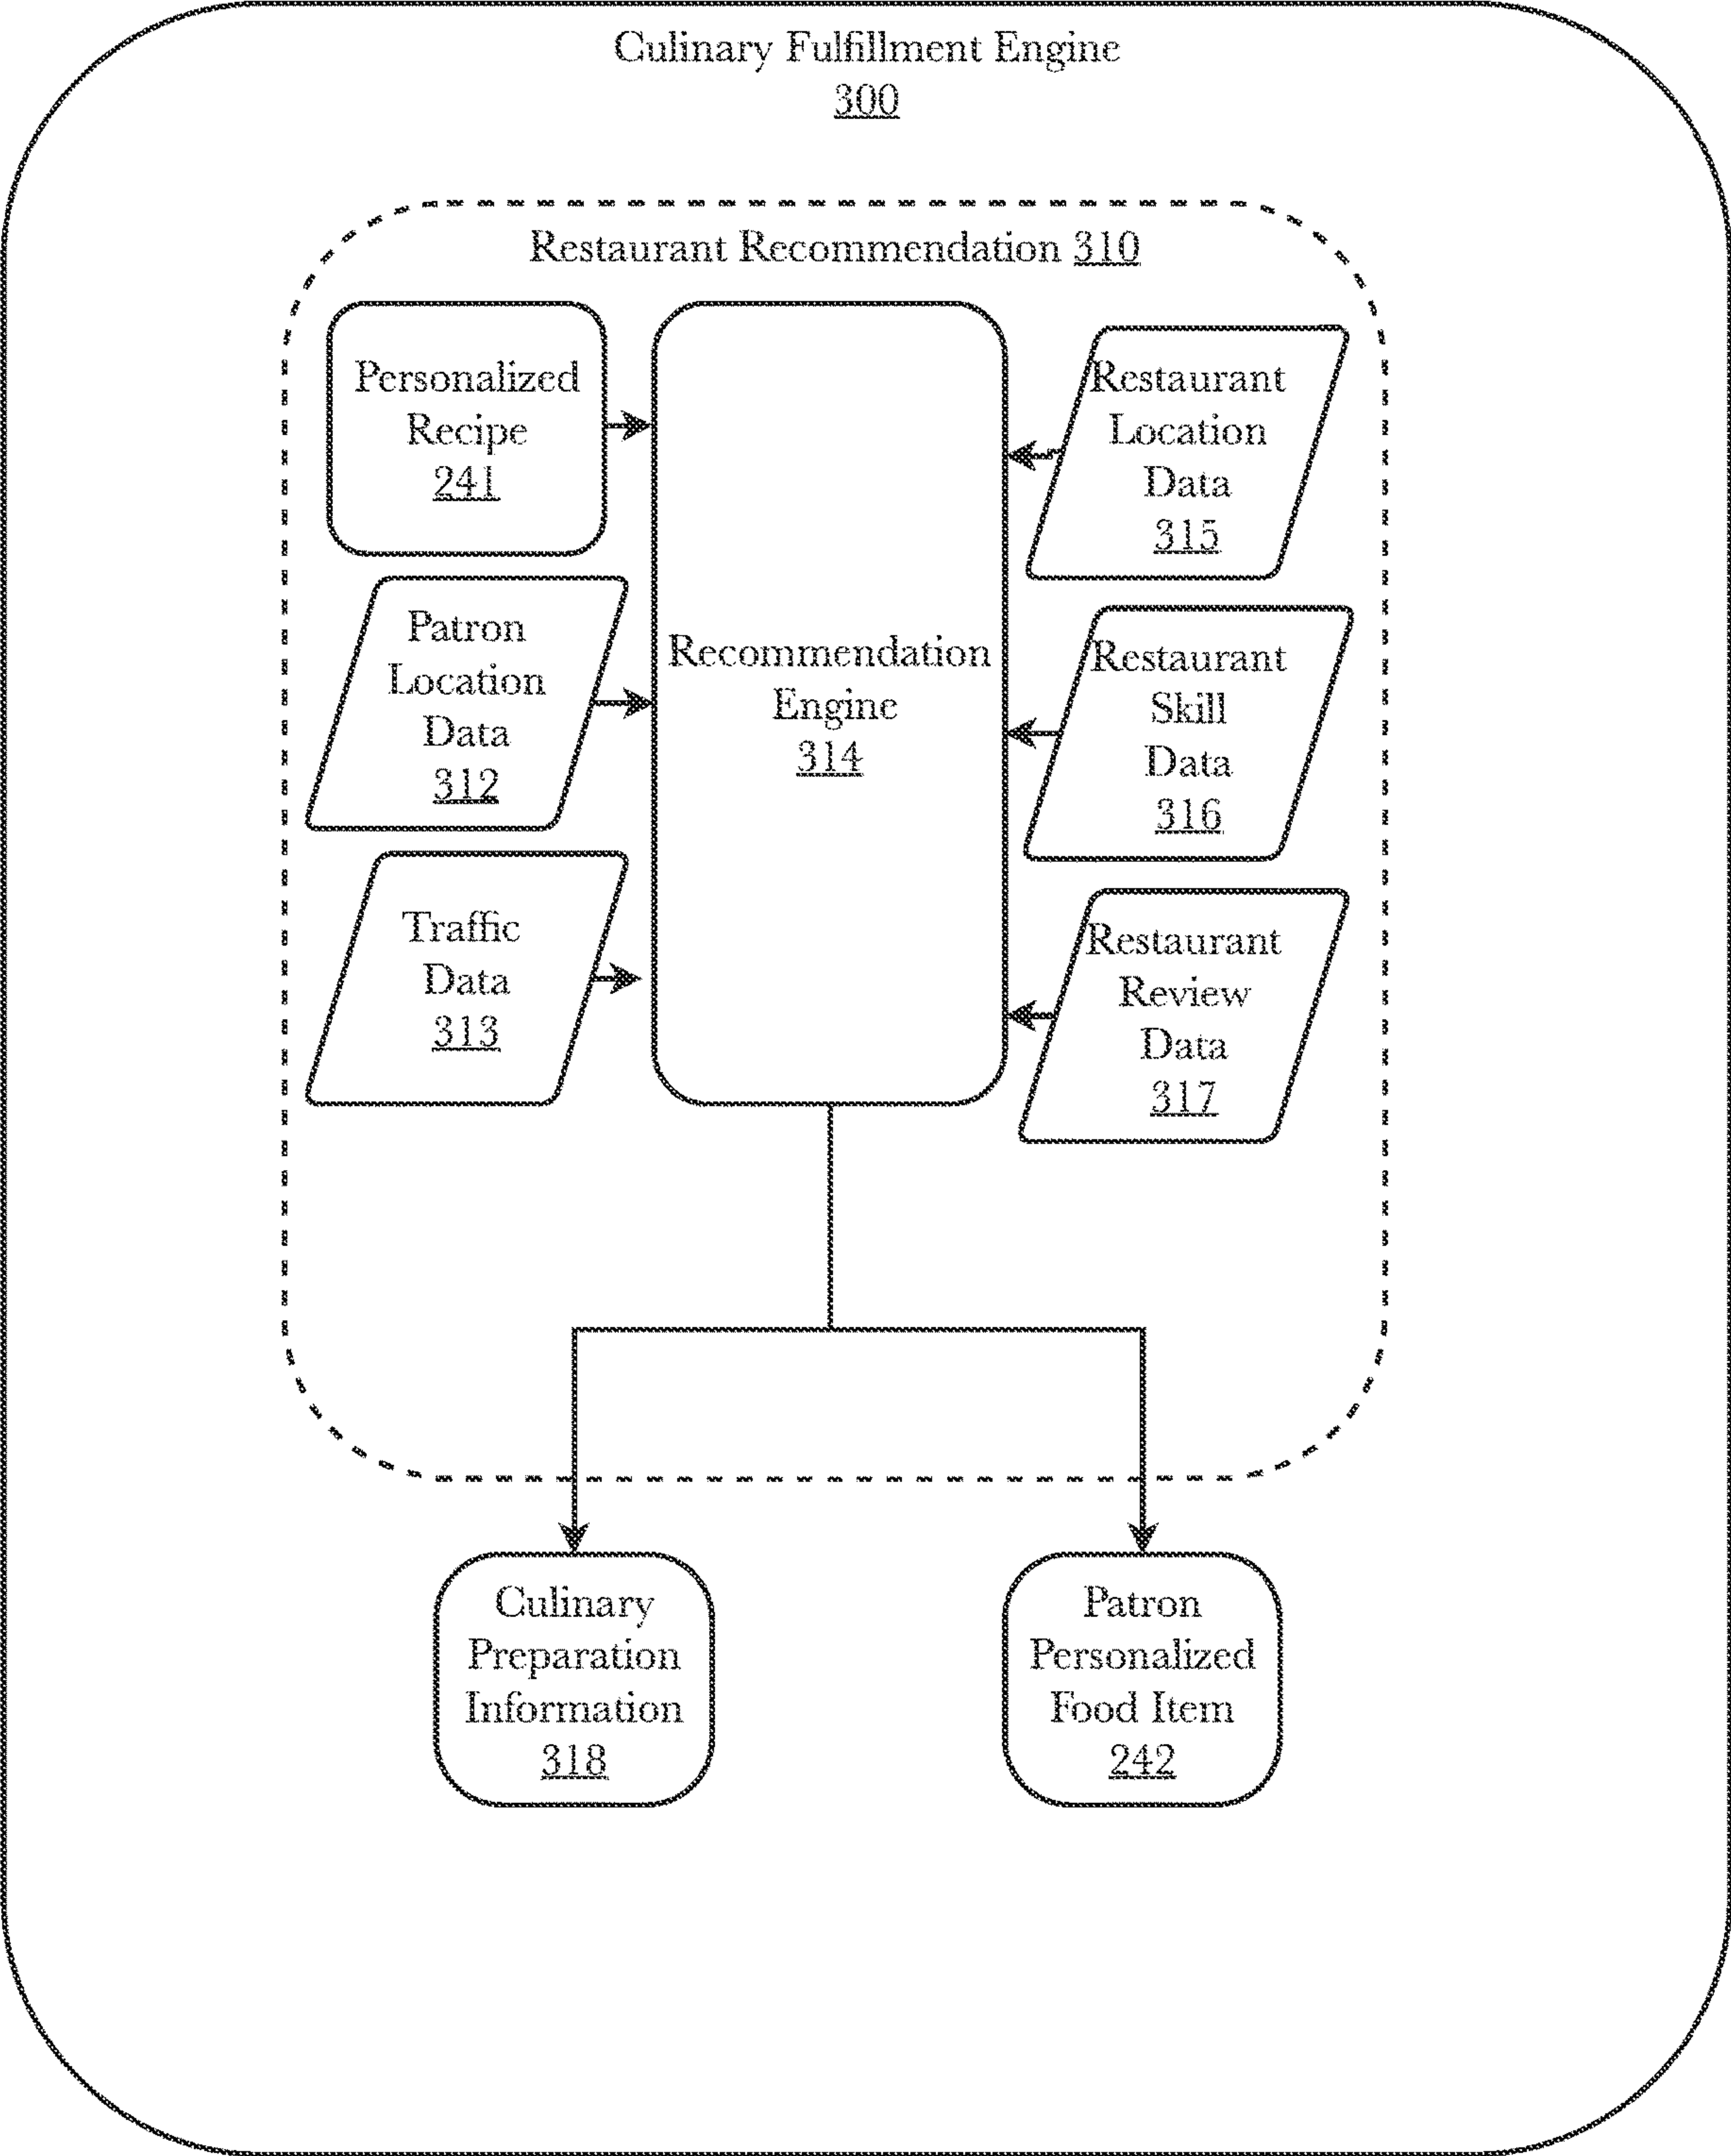 Culinary Fulfillment Engine
300
Restaurant Recommendation 310
Personalized
Recipe
241
Patron
Location
Data
312
Traffic
Data
313
Recommendation
Engine
314
Restaurant
Location
Data
315
Restaurant
Skill
Data
316
Restaurant
Review
Data
317
Culinary
Preparation
Information
318
Patron
Personalized
Food Item
242